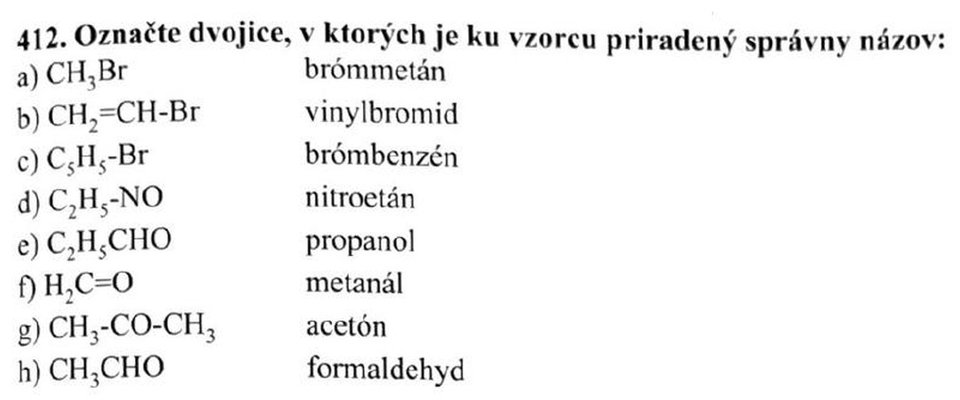 412. Označte dvojice, v ktorých je ku vzorcu priradený správny názov:
a) CH₃Br brómmetán
b) CH₂=CH-Br vinylbromid
c) C₅H₅-Br brómbenzén
d) C₂H₅-NO nitroetán
e) C₂H₅CHO propanol
f) H₂C=O metanál
g) CH₃-CO-CH₃ acetón
h) CH₃CHO formaldehyd